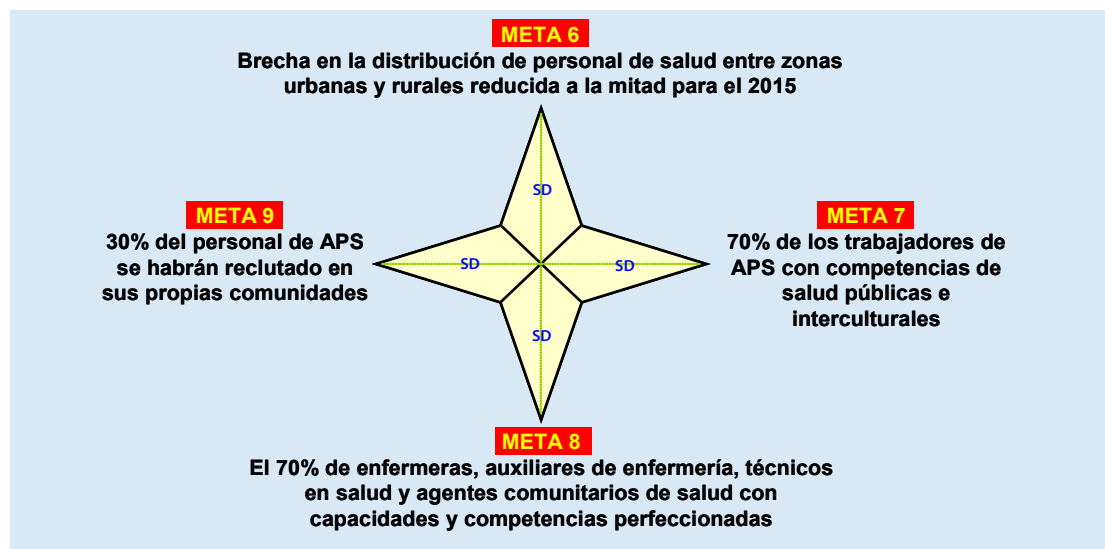 META 6
Brecha en la distribución de personal de salud entre zonas
urbanas y rurales reducida a la mitad para el 2015
SD
META 9
30% del personal de APS
se habrán reclutado en
sus propias comunidades
SD
SD
META 7
70% de los trabajadores de
APS con competencias de
salud públicas e
interculturales
SD
META 8
El 70% de enfermeras, auxiliares de enfermería, técnicos
en salud y agentes comunitarios de salud con
capacidades y competencias perfeccionadas